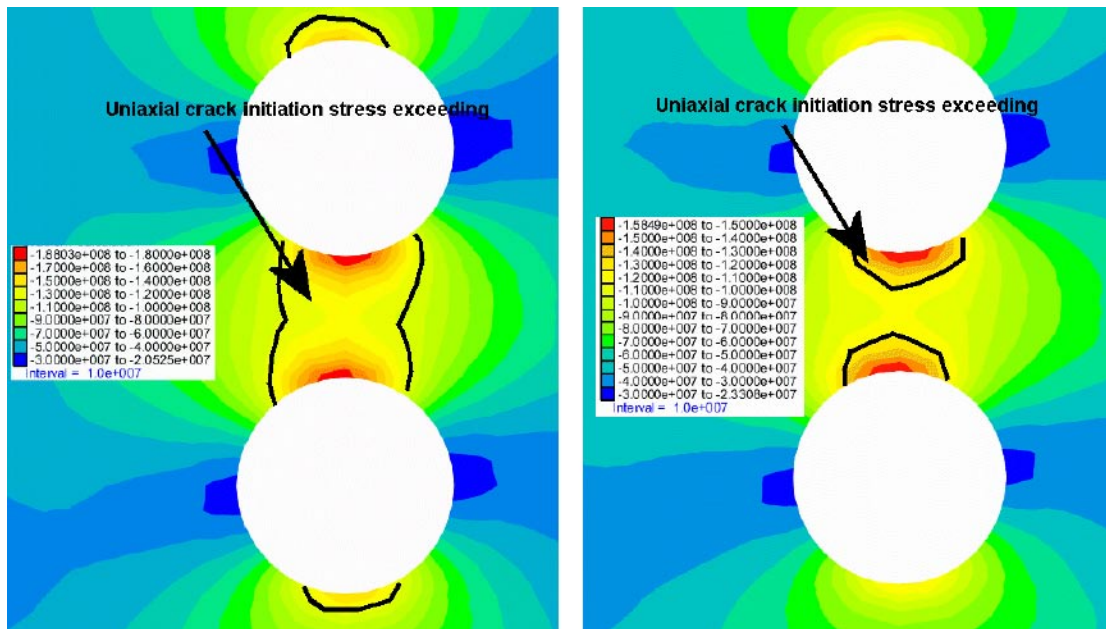 Uniaxial crack initiation stress exceeding
-1.8803e+008 to -1.8000e+008
-1.7000e+008 to -1.6000e+008
-1.5000e+008 to -1.4000e+008
-1.3000e+008 to -1.2000e+008
-1.1000e+008 to -1.0000e+008
-9.0000e+007 to -8.0000e+007
-7.0000e+007 to -6.0000e+007
-5.0000e+007 to -4.0000e+007
-3.0000e+007 to -2.0525e+007
Interval = 1.0e+007
Uniaxial crack initiation stress exceeding
-1.5849e+008 to -1.5000e+008
-1.5000e+008 to -1.4000e+008
-1.4000e+008 to -1.3000e+008
-1.3000e+008 to -1.2000e+008
-1.2000e+008 to -1.1000e+008
-1.1000e+008 to -1.0000e+008
-1.0000e+008 to -9.0000e+007
-9.0000e+007 to -8.0000e+007
-8.0000e+007 to -7.0000e+007
-7.0000e+007 to -6.0000e+007
-6.0000e+007 to -5.0000e+007
-5.0000e+007 to -4.0000e+007
-4.0000e+007 to -3.0000e+007
-3.0000e+007 to -2.3308e+007
Interval = 1.0e+007